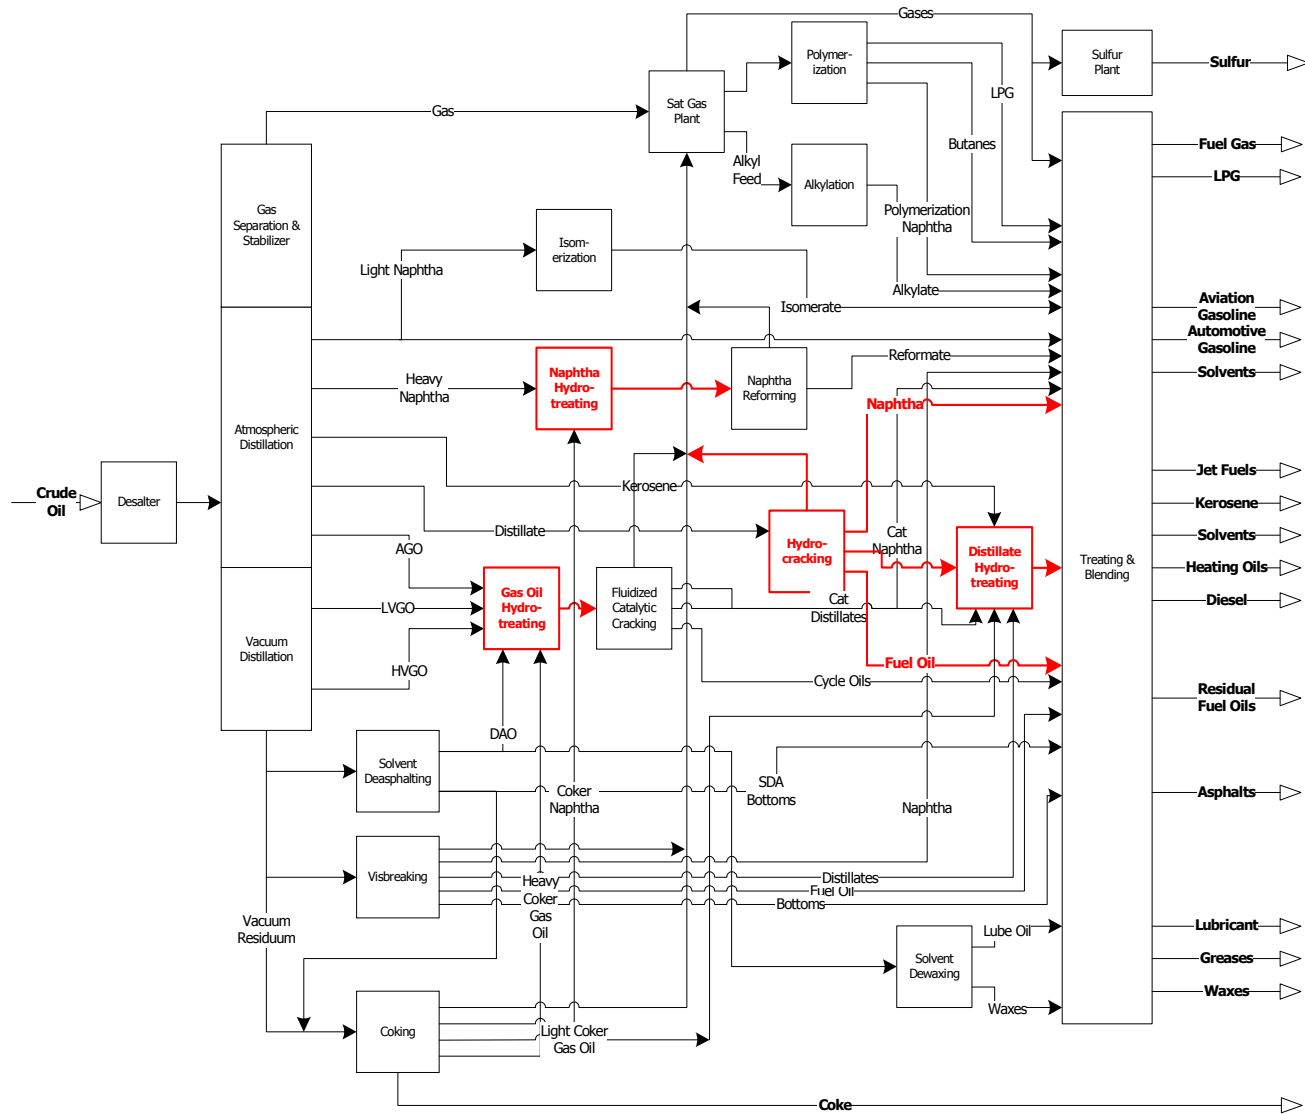 Gases
Polymer-
ization
Sulfur
Plant
Sulfur
Sat Gas
Plant
LPG
Gas
Fuel Gas
Butanes
Alkyl
Feed
Alkylation
LPG
Gas
Separation &
Stabilizer
Polymerization
Naphtha
Isom-
erization
Light Naphtha
Alkylate
Isomerate
Aviation
Gasoline
Automotive
Gasoline
Reformate
Solvents
Heavy
Naphtha
Naphtha
Hydro-
treating
Naphtha
Reforming
Naphtha
Atmospheric
Distillation
Jet Fuels
Crude
Oil
Desalter
Kerosene
Kerosene
Distillate
Cat
Naphtha
Solvents
AGO
Hydro-
cracking
Distillate
Hydro-
treating
Treating &
Blending
Heating Oils
Gas Oil
Hydro-
treating
Fluidized
Catalytic
Cracking
LVGO
Cat
Distillates
Diesel
Vacuum
Distillation
HVGO
Fuel Oil
Cycle Oils
Residual
Fuel Oils
DAO
Solvent
Deasphalting
SDA
Bottoms
Coker
Naphtha
Naphtha
Asphalts
Visbreaking
Heavy
Coker
Gas
Oil
Distillates
Fuel Oil
Bottoms
Vacuum
Residuum
Lube Oil
Lubricant
Solvent
Dewaxing
Greases
Waxes
Waxes
Coking
Light Coker
Gas Oil
Coke